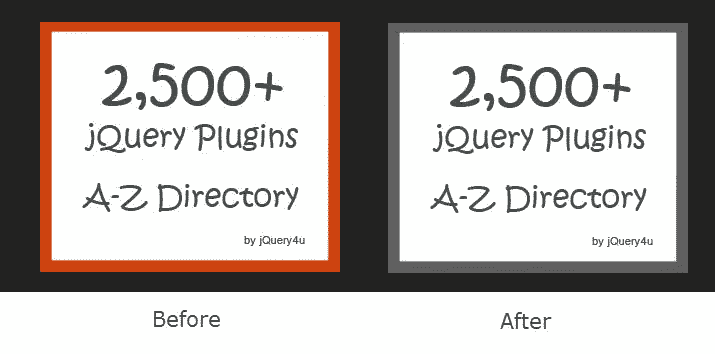 2,500+
jQuery Plugins
A-Z Directory
by jQuery4u
2,500+
jQuery Plugins
A-Z Directory
by jQuery4u
Before
After